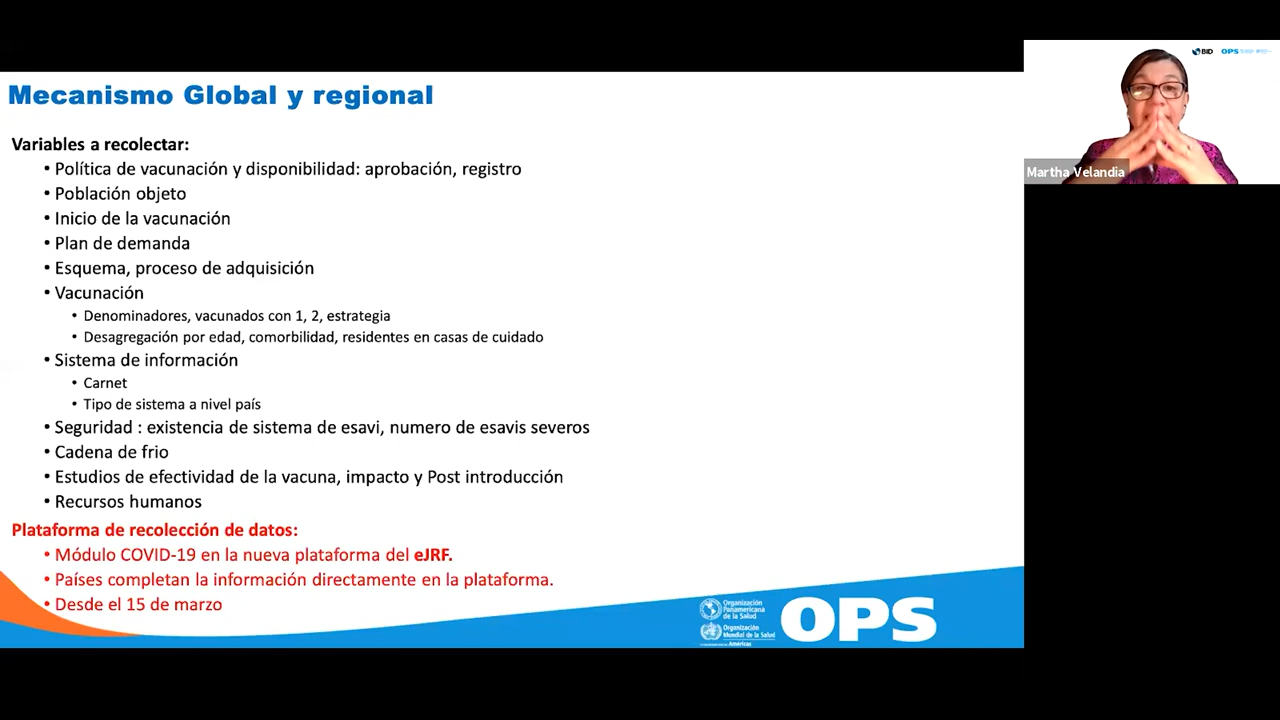 Mecanismo Global y regional
Variables a recolectar:
• Política de vacunación y disponibilidad: aprobación, registro
• Población objeto
• Inicio de la vacunación
• Plan de demanda
• Esquema, proceso de adquisición
• Vacunación
• Denominadores, vacunados con 1, 2, estrategia
• Desagregación por edad, comorbilidad, residentes en casas de cuidado
• Sistema de información
• Carnet
• Tipo de sistema a nivel país
• Seguridad : existencia de sistema de esavi, numero de esavis severos
• Cadena de frio
• Estudios de efectividad de la vacuna, impacto y Post introducción
• Recursos humanos
Plataforma de recolección de datos:
• Módulo COVID-19 en la nueva plataforma del eJRF.
• Países completan la información directamente en la plataforma.
• Desde el 15 de marzo
Organización
Panamericana
de la Salud
Organización
Mundial de la Salud
Américas
OPS
BID OPS
Martha Velandia